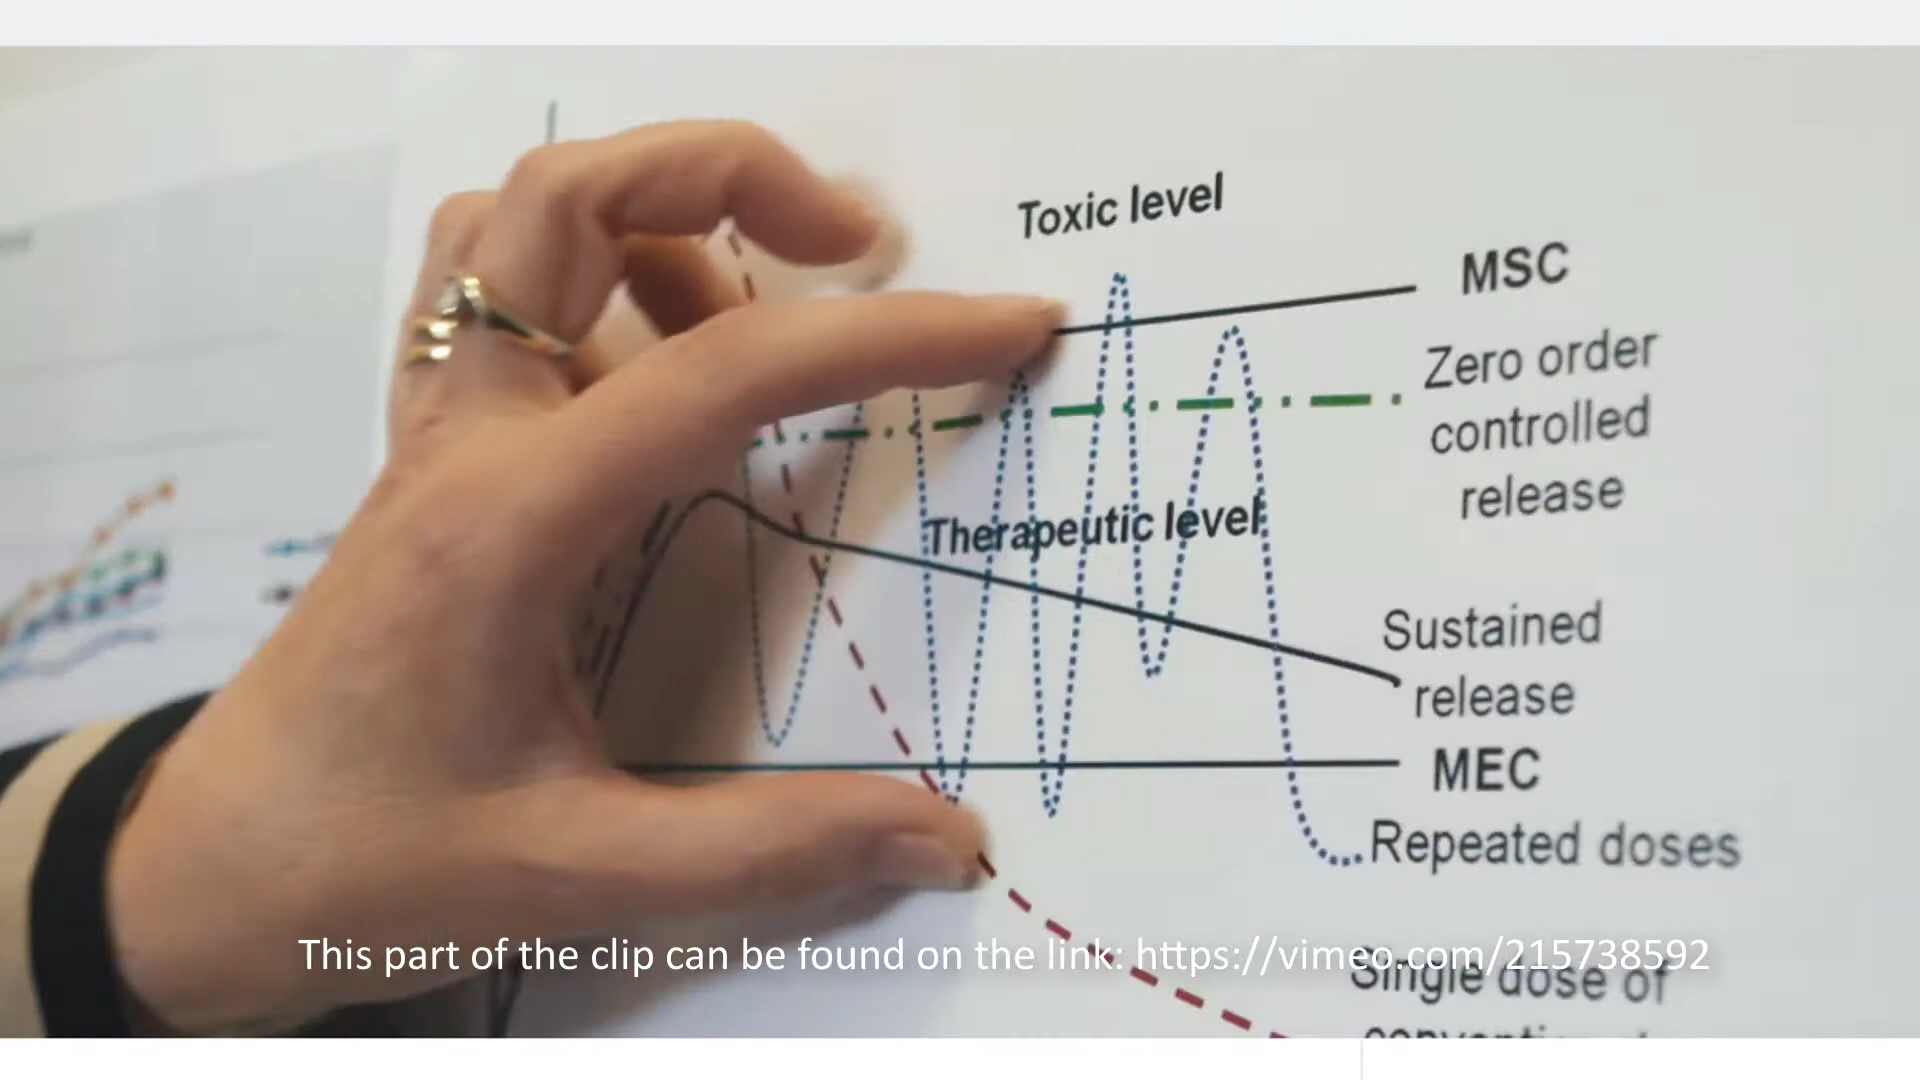 Toxic level
MSC
Zero order
controlled
release
Therapeutic level
Sustained
release
MEC
Repeated doses
This part of the clip can be found on the link: https://vimeo.com/215738592
Single dose of